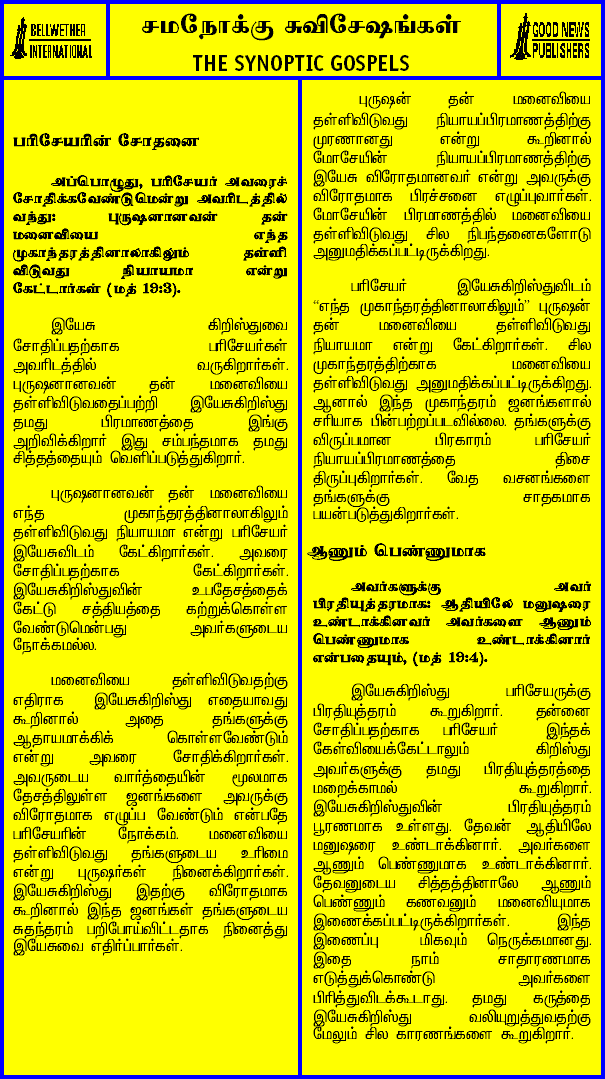 BELLWETHER
INTERNATIONAL
சமநோக்கு சுவிசேஷங்கள்
THE SYNOPTIC GOSPELS
GOOD NEWS
PUBLISHERS
பரிசேயரின் சோதனை
அப்பொழுது, பரிசேயர் அவரைச்
சோதிக்கவேண்டுமென்று அவரிடத்தில்
வந்து: புருஷனானவன் தன்
மனைவியை எந்த
முகாந்தரத்தினாலாகிலும் தள்ளி
விடுவது நியாயமா என்று
கேட்டார்கள் (மத் 19:3).
இயேசு கிறிஸ்துவை
சோதிப்பதற்காக பரிசேயர்கள்
அவரிடத்தில் வருகிறார்கள்.
புருஷனானவன் தன் மனைவியை
தள்ளிவிடுவதைப்பற்றி இயேசுகிறிஸ்து
தமது பிரமாணத்தை இங்கு
அறிவிக்கிறார் இது சம்பந்தமாக தமது
சித்தத்தையும் வெளிப்படுத்துகிறார்.
புருஷனானவன் தன் மனைவியை
எந்த முகாந்தரத்தினாலாகிலும்
தள்ளிவிடுவது நியாயமா என்று பரிசேயர்
இயேசுவிடம் கேட்கிறார்கள். அவரை
சோதிப்பதற்காக கேட்கிறார்கள்.
இயேசுகிறிஸ்துவின் உபதேசத்தைக்
கேட்டு சத்தியத்தை கற்றுக்கொள்ள
வேண்டுமென்பது அவர்களுடைய
நோக்கமல்ல.
மனைவியை தள்ளிவிடுவதற்கு
எதிராக இயேசுகிறிஸ்து எதையாவது
கூறினால் அதை தங்களுக்கு
ஆதாயமாக்கிக் கொள்ளவேண்டும்
என்று அவரை சோதிக்கிறார்கள்.
அவருடைய வார்த்தையின் மூலமாக
தேசத்திலுள்ள ஜனங்களை அவருக்கு
விரோதமாக எழுப்ப வேண்டும் என்பதே
பரிசேயரின் நோக்கம். மனைவியை
தள்ளிவிடுவது தங்களுடைய உரிமை
என்று புருஷர்கள் நினைக்கிறார்கள்.
இயேசுகிறிஸ்து இதற்கு விரோதமாக
கூறினால் இந்த ஜனங்கள் தங்களுடைய
சுதந்தரம் பறிபோய்விட்டதாக நினைத்து
இயேசுவை எதிர்ப்பார்கள்.
புருஷன் தன் மனைவியை
தள்ளிவிடுவது நியாயப்பிரமாணத்திற்கு
முரணானது என்று கூறினால்
மோசேயின் நியாயப்பிரமாணத்திற்கு
இயேசு விரோதமானவர் என்று அவருக்கு
விரோதமாக பிரச்சனை எழுப்புவார்கள்.
மோசேயின் பிரமாணத்தில் மனைவியை
தள்ளிவிடுவது சில நிபந்தனைகளோடு
அனுமதிக்கப்பட்டிருக்கிறது.
பரிசேயர் இயேசுகிறிஸ்துவிடம்
“எந்த முகாந்தரத்தினாலாகிலும்” புருஷன்
தன் மனைவியை தள்ளிவிடுவது
நியாயமா என்று கேட்கிறார்கள். சில
முகாந்தரத்திற்காக மனைவியை
தள்ளிவிடுவது அனுமதிக்கப்பட்டிருக்கிறது.
ஆனால் இந்த முகாந்தரம் ஜனங்களால்
சரியாக பின்பற்றப்படவில்லை. தங்களுக்கு
விருப்பமான பிரகாரம் பரிசேயர்
நியாயப்பிரமாணத்தை திசை
திருப்புகிறார்கள். வேத வசனங்களை
தங்களுக்கு சாதகமாக
பயன்படுத்துகிறார்கள்.
ஆணும் பெண்ணுமாக
அவர்களுக்கு அவர்
பிரதியுத்தரமாக: ஆதியிலே மனுஷரை
உண்டாக்கினவர் அவர்களை ஆணும்
பெண்ணுமாக உண்டாக்கினார்
என்பதையும், (மத் 19:4).
இயேசுகிறிஸ்து பரிசேயருக்கு
பிரதியுத்தரம் கூறுகிறார். தன்னை
சோதிப்பதற்காக பரிசேயர் இந்தக்
கேள்வியைக்கேட்டாலும் கிறிஸ்து
அவர்களுக்கு தமது பிரதியுத்தரத்தை
மறைக்காமல் கூறுகிறார்.
இயேசுகிறிஸ்துவின் பிரதியுத்தரம்
பூரணமாக உள்ளது. தேவன் ஆதியிலே
மனுஷரை உண்டாக்கினார். அவர்களை
ஆணும் பெண்ணுமாக உண்டாக்கினார்.
தேவனுடைய சித்தத்தினாலே ஆணும்
பெண்ணும் கணவனும் மனைவியுமாக
இணைக்கப்பட்டிருக்கிறார்கள். இந்த
இணைப்பு மிகவும் நெருக்கமானது.
இதை நாம் சாதாரணமாக
எடுத்துக்கொண்டு அவர்களை
பிரித்துவிடக்கூடாது. தமது கருத்தை
இயேசுகிறிஸ்து வலியுறுத்துவதற்கு
மேலும் சில காரணங்களை கூறுகிறார்.